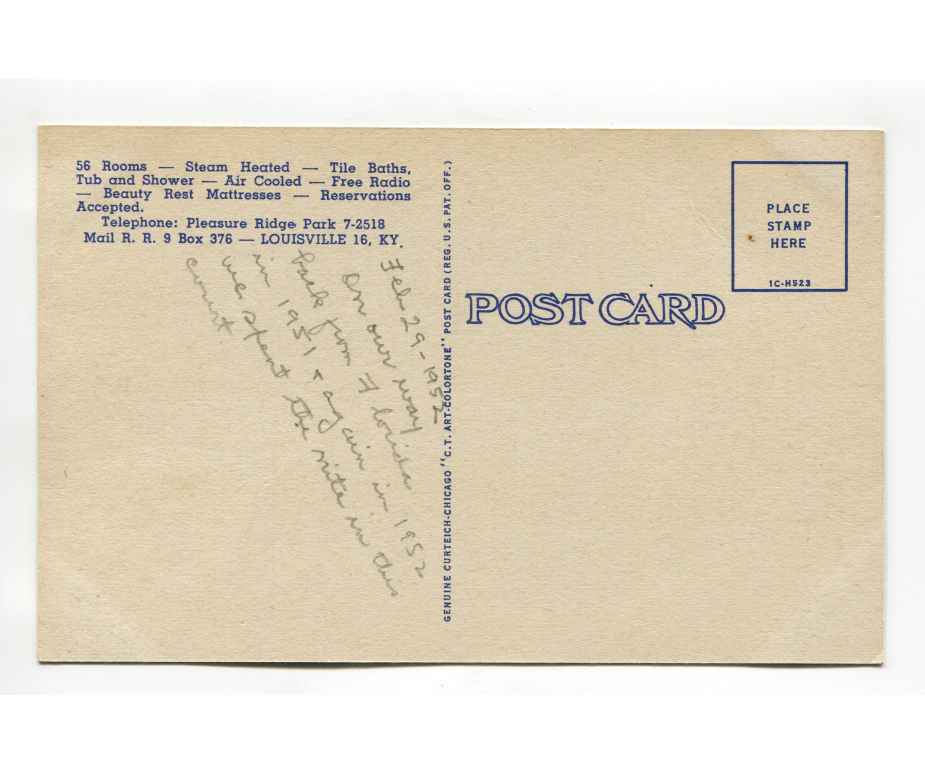 56 Rooms — Steam Heated — Tile Baths,
Tub and Shower — Air Cooled — Free Radio
— Beauty Rest Mattresses — Reservations
Accepted.
Telephone: Pleasure Ridge Park 7-2518
Mail R. R. 9 Box 376 — LOUISVILLE 16, KY.
Feb 29-1952
On our way
back from Florida
in 1951 & again in 1952
we spent the nite in this
court.
GENUINE CURTEICH-CHICAGO "C.T. ART-COLORTONE" POST CARD (REG. U.S. PAT. OFF.)
POST CARD
PLACE
STAMP
HERE
1C-H523